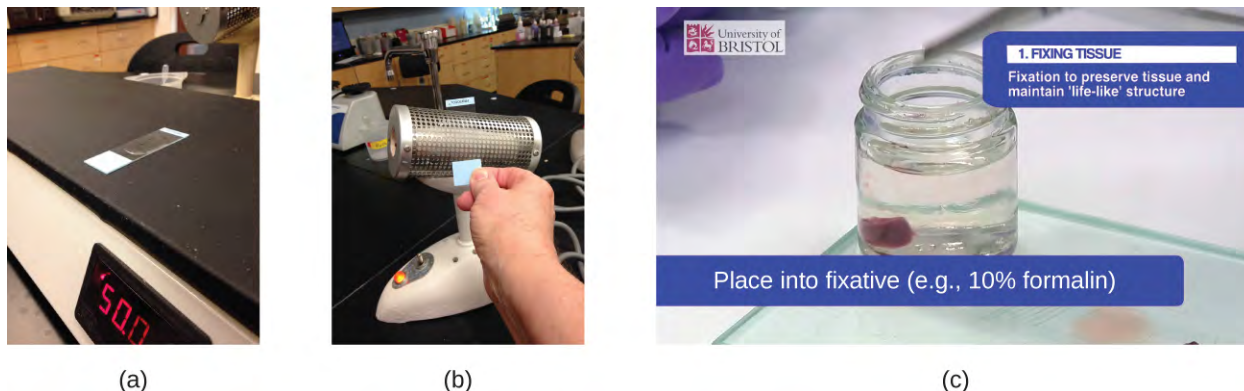 50.0
University of
BRISTOL
1. FIXING TISSUE
Fixation to preserve tissue and
maintain 'life-like' structure
Place into fixative (e.g., 10% formalin)
(a)
(b)
(c)